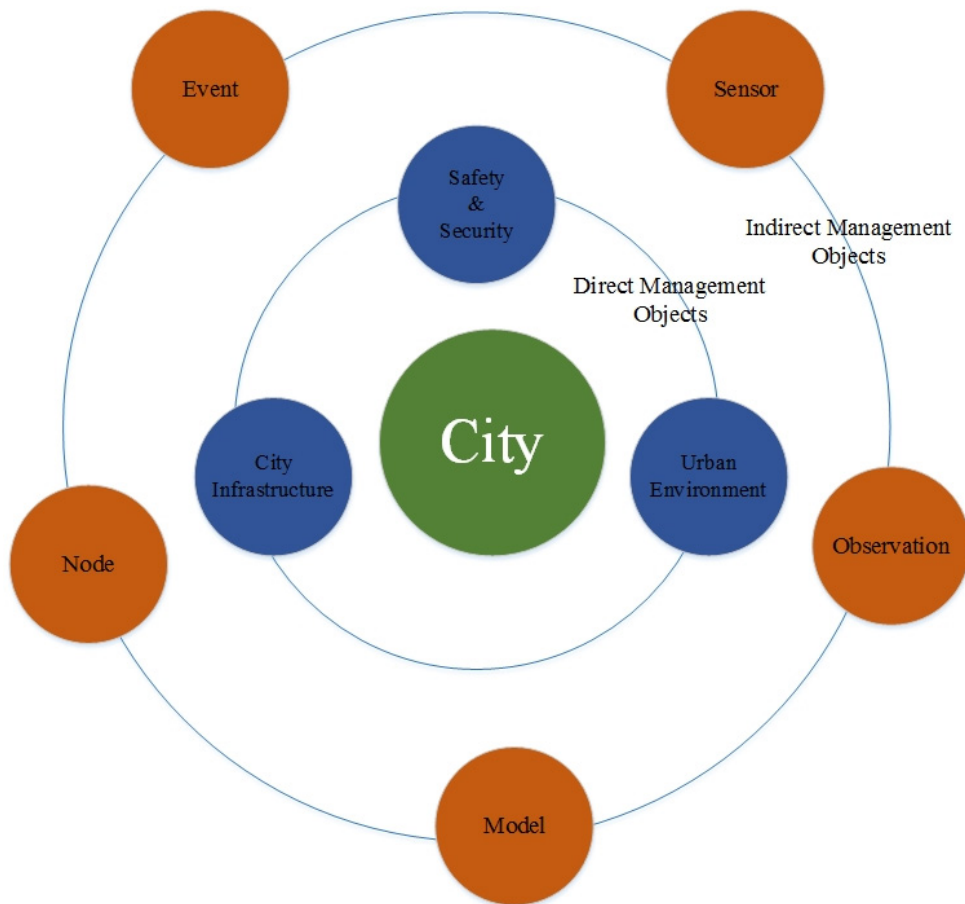 Event
Sensor
Safety
&
Security
Indirect Management
Objects
Direct Management
Objects
City
City
Infrastructure
Urban
Environment
Node
Observation
Model